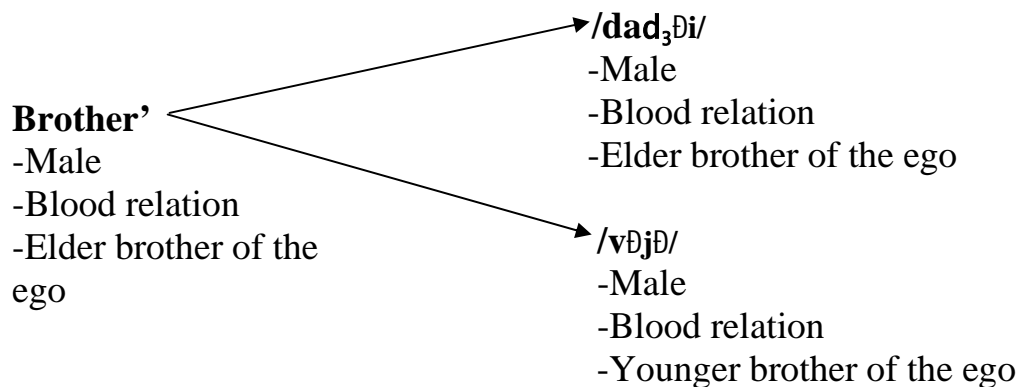 /dad₃Ði/
-Male
-Blood relation
-Elder brother of the ego
Brother’
-Male
-Blood relation
-Elder brother of the
ego
/vÐjÐ/
-Male
-Blood relation
-Younger brother of the ego